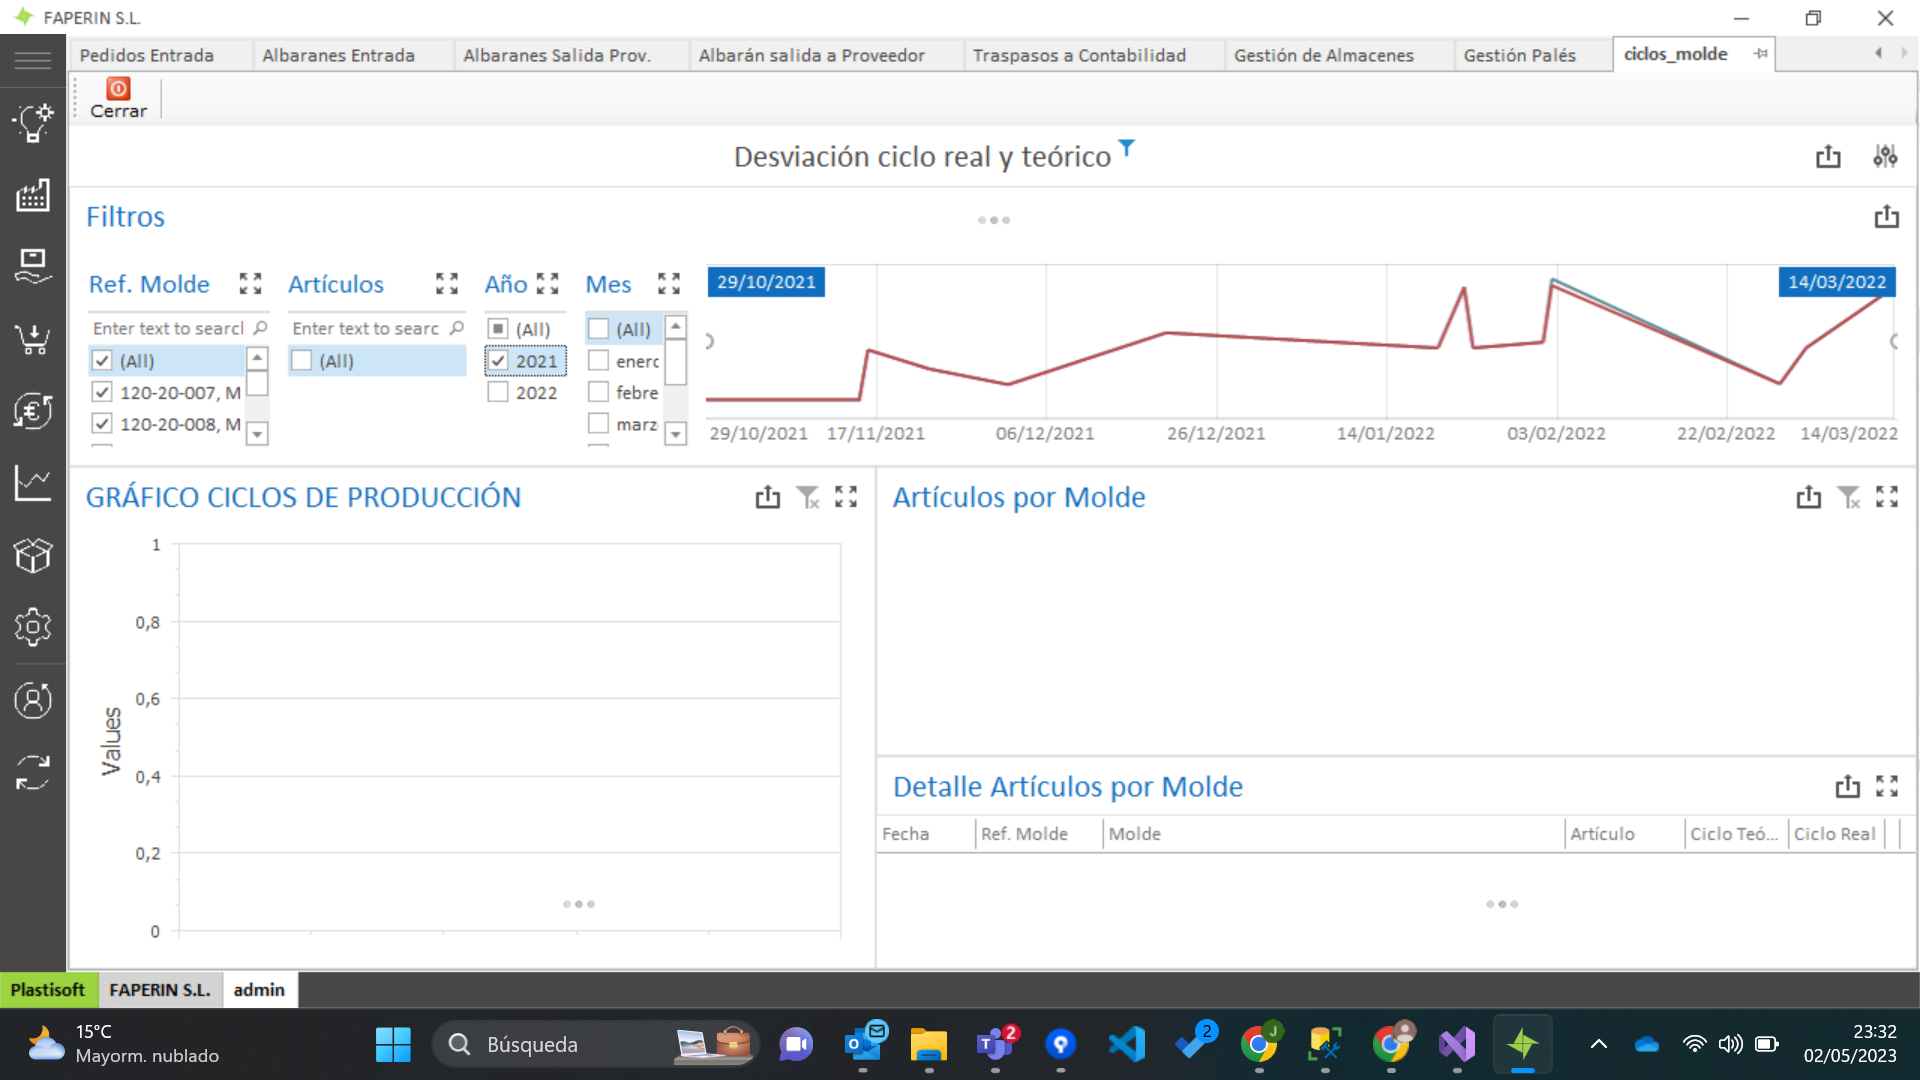 FAPERIN S.L.
Pedidos Entrada
Albaranes Entrada
Albaranes Salida Prov.
Albarán salida a Proveedor
Traspasos a Contabilidad
Gestión de Almacenes
Gestión Palés
ciclos_molde
Cerrar
Desviación ciclo real y teórico
Filtros
Ref. Molde
Enter text to searcl
(All)
120-20-007, M
120-20-008, M
Artículos
Enter text to searc
(All)
Año
(All)
2021
2022
Mes
(All)
enerc
febre
marz
29/10/2021
14/03/2022
29/10/2021
17/11/2021
06/12/2021
26/12/2021
14/01/2022
03/02/2022
22/02/2022
14/03/2022
GRÁFICO CICLOS DE PRODUCCIÓN
1
0,8
0,6
0,4
0,2
0
Values
Artículos por Molde
Detalle Artículos por Molde
Fecha
Ref. Molde
Molde
Artículo
Ciclo Teó...
Ciclo Real
Plastisoft
FAPERIN S.L.
admin
15°C
Mayorm. nublado
Búsqueda
2
2
J
23:32
02/05/2023